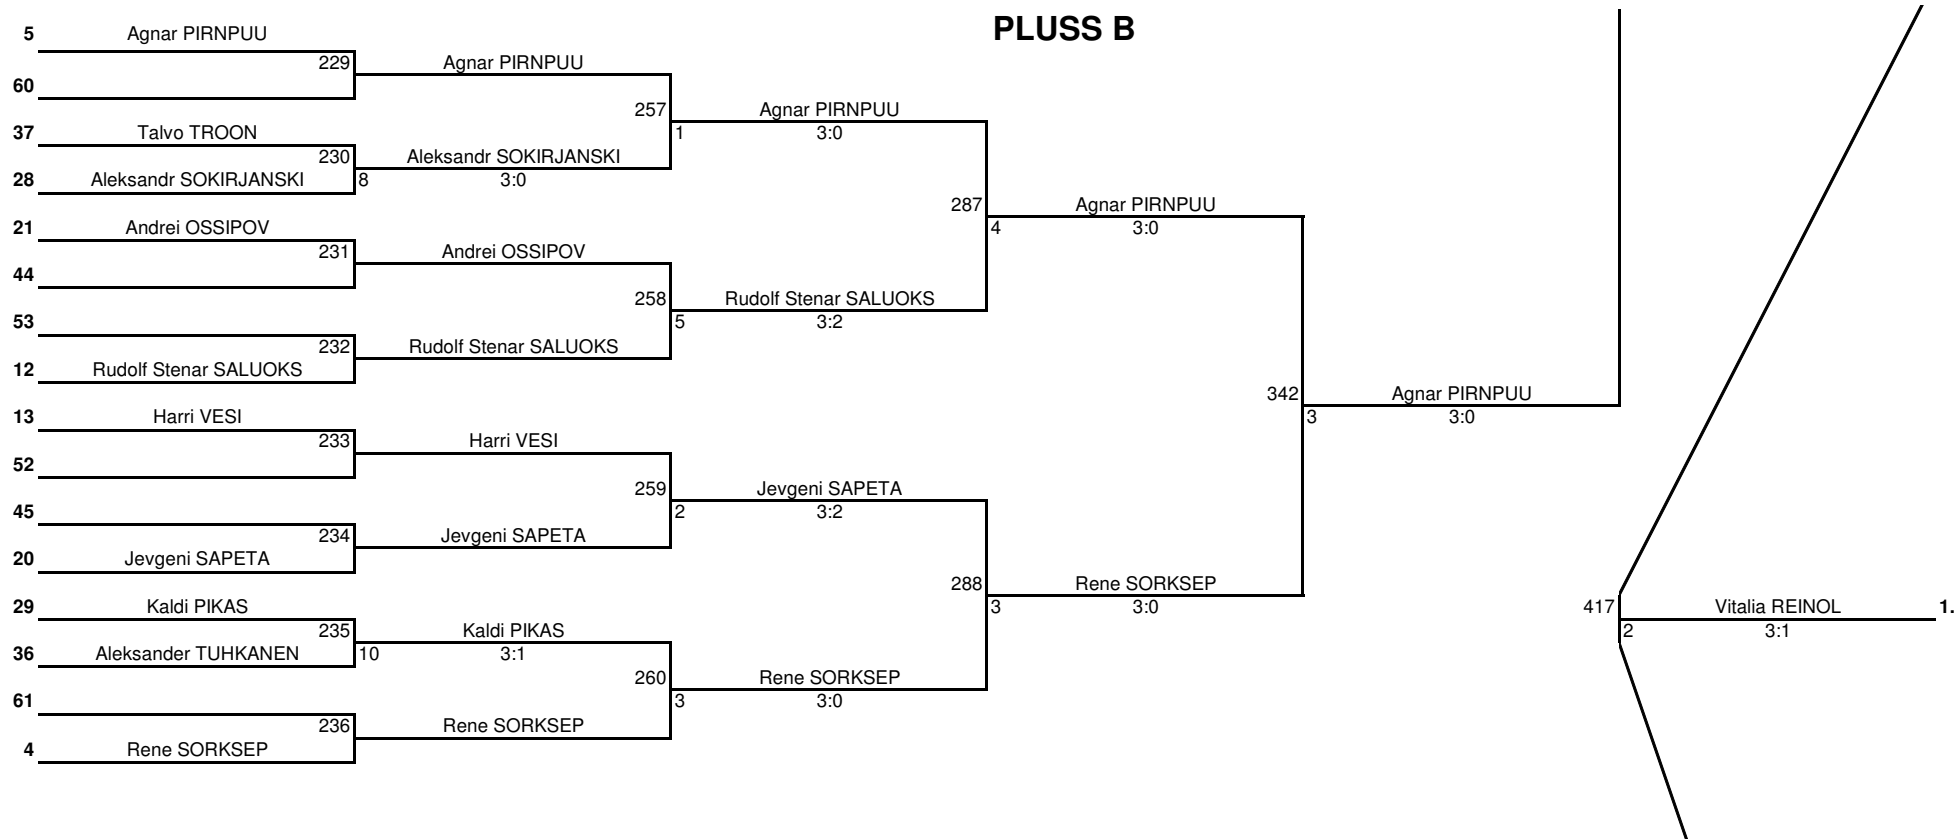 PLUSS B
5 Agnar PIRNPUU
229 Agnar PIRNPUU
60
257 Agnar PIRNPUU
37 Talvo TROON
1 3:0
230 Aleksandr SOKIRJANSKI
28 Aleksandr SOKIRJANSKI 8 3:0
287 Agnar PIRNPUU
21 Andrei OSSIPOV
4 3:0
231 Andrei OSSIPOV
44
258 Rudolf Stenar SALUOKS
53
5 3:2
232 Rudolf Stenar SALUOKS
12 Rudolf Stenar SALUOKS
342 Agnar PIRNPUU
13 Harri VESI
3 3:0
233 Harri VESI
52
259 Jevgeni SAPETA
45
2 3:2
234 Jevgeni SAPETA
20 Jevgeni SAPETA
288 Rene SORKSEP
29 Kaldi PIKAS
3 3:0
417 Vitalia REINOL 1.
235 Kaldi PIKAS
2 3:1
36 Aleksander TUHKANEN 10 3:1
260 Rene SORKSEP
61
3 3:0
236 Rene SORKSEP
4 Rene SORKSEP